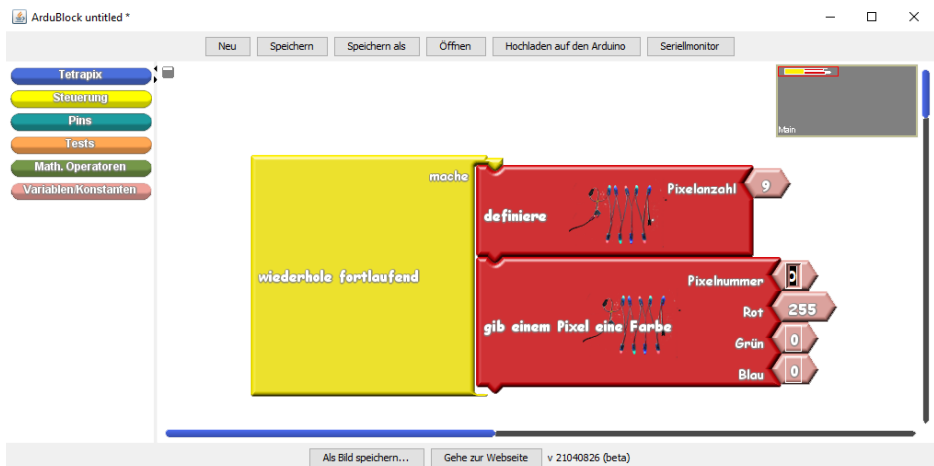 ArduBlock untitled *
Neu Speichern Speichern als Öffnen Hochladen auf den Arduino Seriellmonitor
Tetrapix
Steuerung
Pins
Tests
Math. Operatoren
Variablen/Konstanten
Main
mache
Pixelanzahl 9
definiere
wiederhole fortlaufend
Pixelnummer
Rot 255
gib einem Pixel eine Farbe
Grün 0
Blau 0
Als Bild speichern... Gehe zur Webseite v 21040826 (beta)